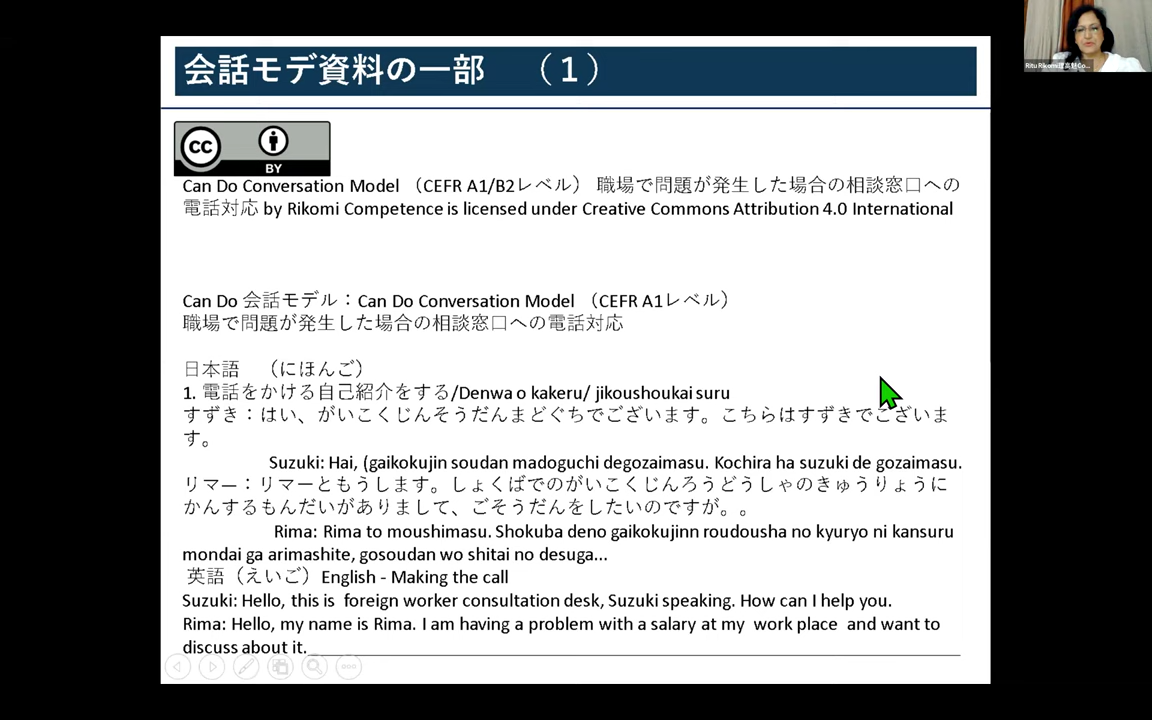 会話モデ資料の一部　（１）
Ritu Rikomi
cc
BY
Can Do Conversation Model （CEFR A1/B2レベル） 職場で問題が発生した場合の相談窓口への
電話対応 by Rikomi Competence is licensed under Creative Commons Attribution 4.0 International
Can Do 会話モデル：Can Do Conversation Model （CEFR A1レベル）
職場で問題が発生した場合の相談窓口への電話対応
日本語　（にほんご）
1. 電話をかける自己紹介をする/Denwa o kakeru/ jikoushoukai suru
すずき：はい、がいこくじんそうだんまどぐちでございます。こちらはすずきでございま
す。
Suzuki: Hai, (gaikokujin soudan madoguchi degozaimasu. Kochira ha suzuki de gozaimasu.
リマー：リマーともうします。しょくばでのがいこくじんろうどうしゃのきゅうりょうに
かんするもんだいがありまして、ごそうだんをしたいのですが。。
Rima: Rima to moushimasu. Shokuba deno gaikokujinn roudousha no kyuryo ni kansuru
mondai ga arimashite, gosoudan wo shitai no desuga...
英語（えいご）English - Making the call
Suzuki: Hello, this is foreign worker consultation desk, Suzuki speaking. How can I help you.
Rima: Hello, my name is Rima. I am having a problem with a salary at my work place and want to
discuss about it.